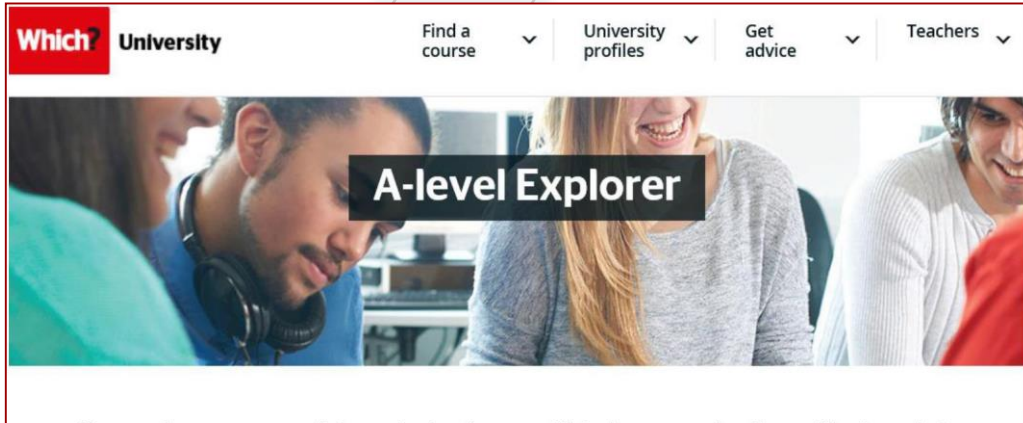 Which? University
Find a course
University profiles
Get advice
Teachers
A-level Explorer